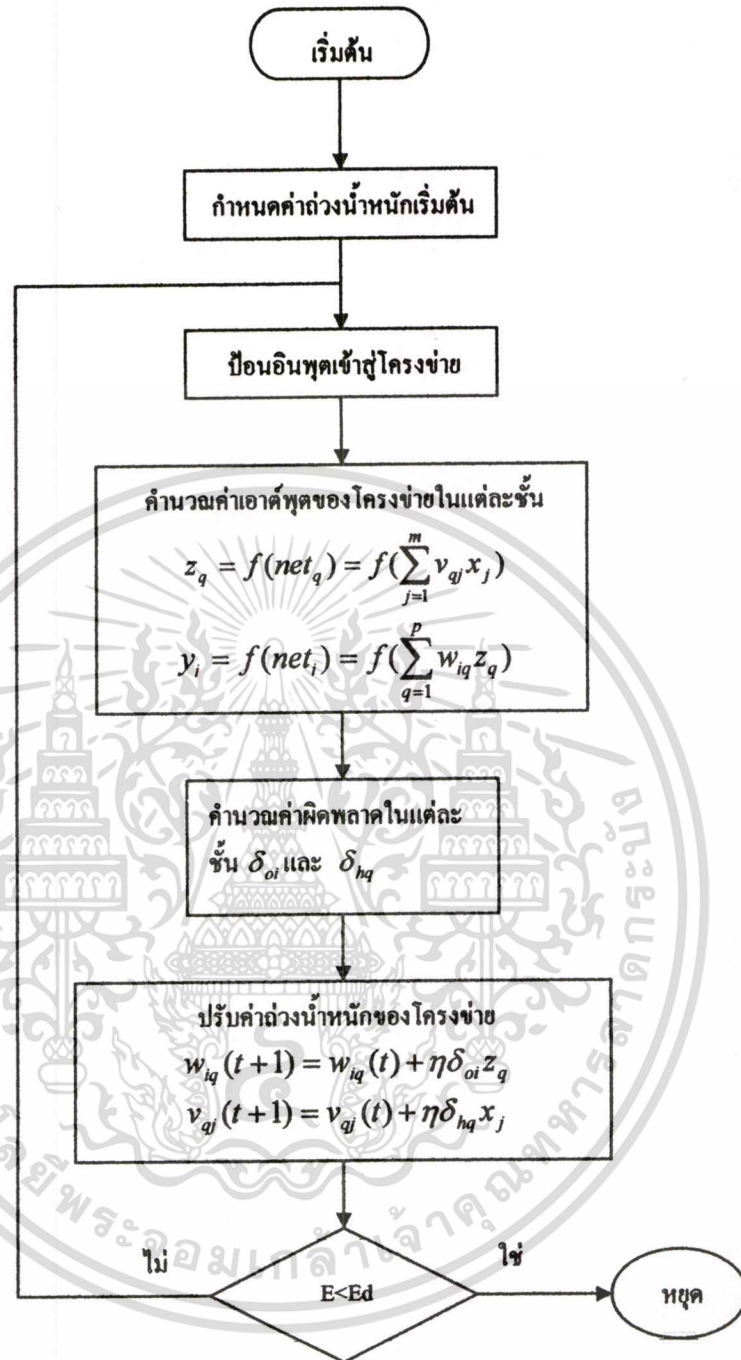 เริ่มต้น
กำหนดค่าถ่วงน้ำหนักเริ่มต้น
ป้อนอินพุตเข้าสู่โครงข่าย
คำนวณค่าเอาต์พุตของโครงข่ายในแต่ละชั้น
z_q = f(net_q) = f(∑_{j=1}^{m} v_{qj} x_j)
y_i = f(net_i) = f(∑_{q=1}^{p} w_{iq} z_q)
คำนวณค่าผิดพลาดในแต่ละ
ชั้น δ_{oi} และ δ_{hq}
ปรับค่าถ่วงน้ำหนักของโครงข่าย
w_{iq}(t+1) = w_{iq}(t) + ηδ_{oi} z_q
v_{qj}(t+1) = v_{qj}(t) + ηδ_{hq} x_j
ไม่
E<Ed
ใช่
หยุด